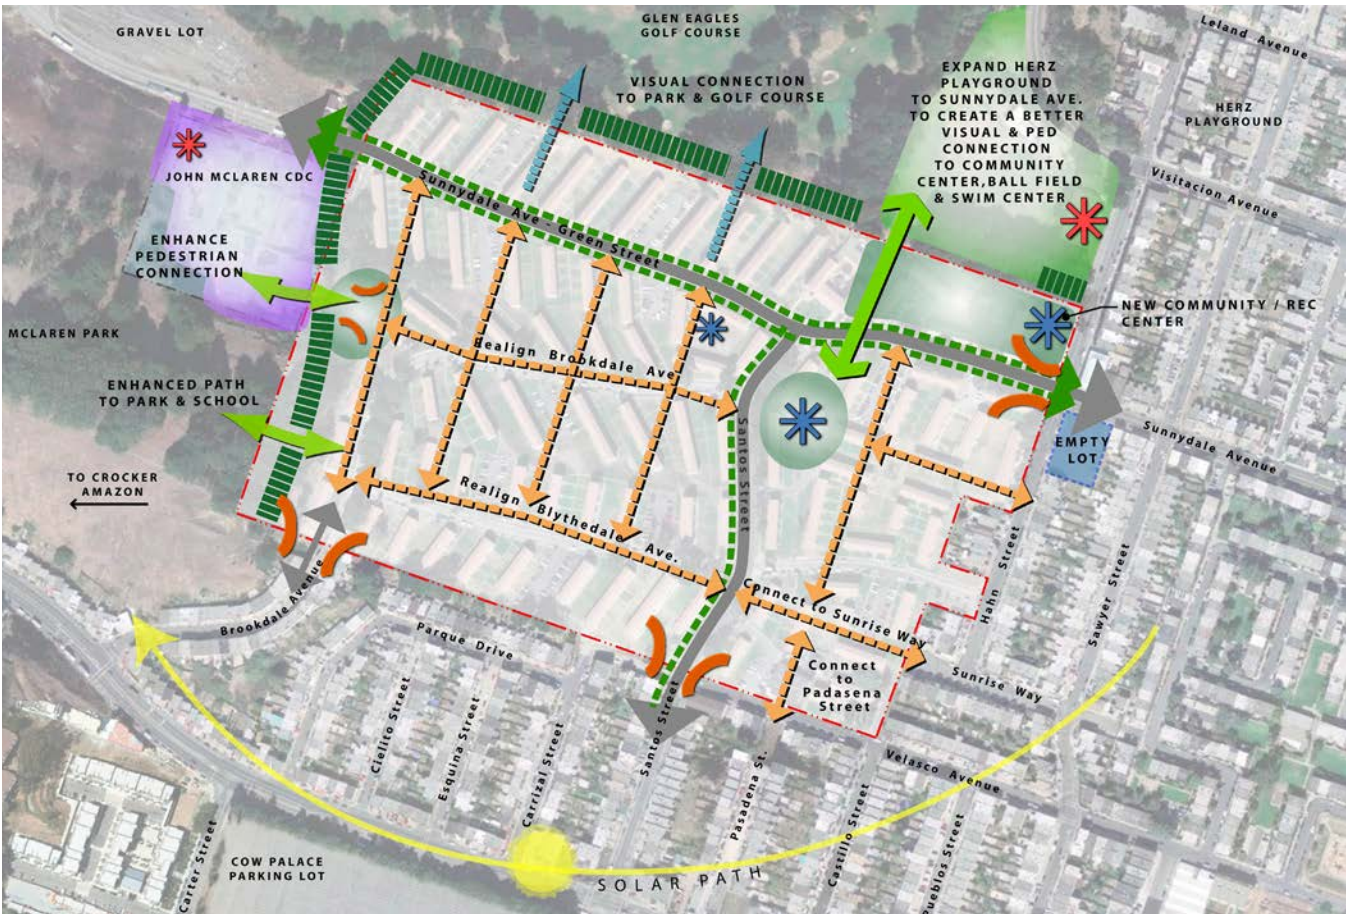 GRAVEL LOT
GLEN EAGLES
GOLF COURSE
Leland Avenue
VISUAL CONNECTION
TO PARK & GOLF COURSE
EXPAND HERZ
PLAYGROUND
TO SUNNYDALE AVE.
TO CREATE A BETTER
VISUAL & PED
CONNECTION
TO COMMUNITY
CENTER,BALL FIELD
& SWIM CENTER
HERZ
PLAYGROUND
JOHN MCLAREN CDC
Sunnydale Ave - Green Street
Visitacion Avenue
ENHANCE
PEDESTRIAN
CONNECTION
NEW COMMUNITY / REC
CENTER
MCLAREN PARK
Realign Brookdale Ave.
ENHANCED PATH
TO PARK & SCHOOL
Santos Street
EMPTY
LOT
Sunnydale Avenue
TO CROCKER
AMAZON
Realign Blythedale Ave.
Hahn Street
Sawyer Street
Brookdale Avenue
Connect to Sunrise Way
Parque Drive
Connect
to
Padasena
Street
Sunrise Way
Cielito Street
Esquina Street
Carrizal Street
Santos Street
Pasadena St.
Velasco Avenue
Castillo Street
Pueblos Street
Carter Street
COW PALACE
PARKING LOT
SOLAR PATH